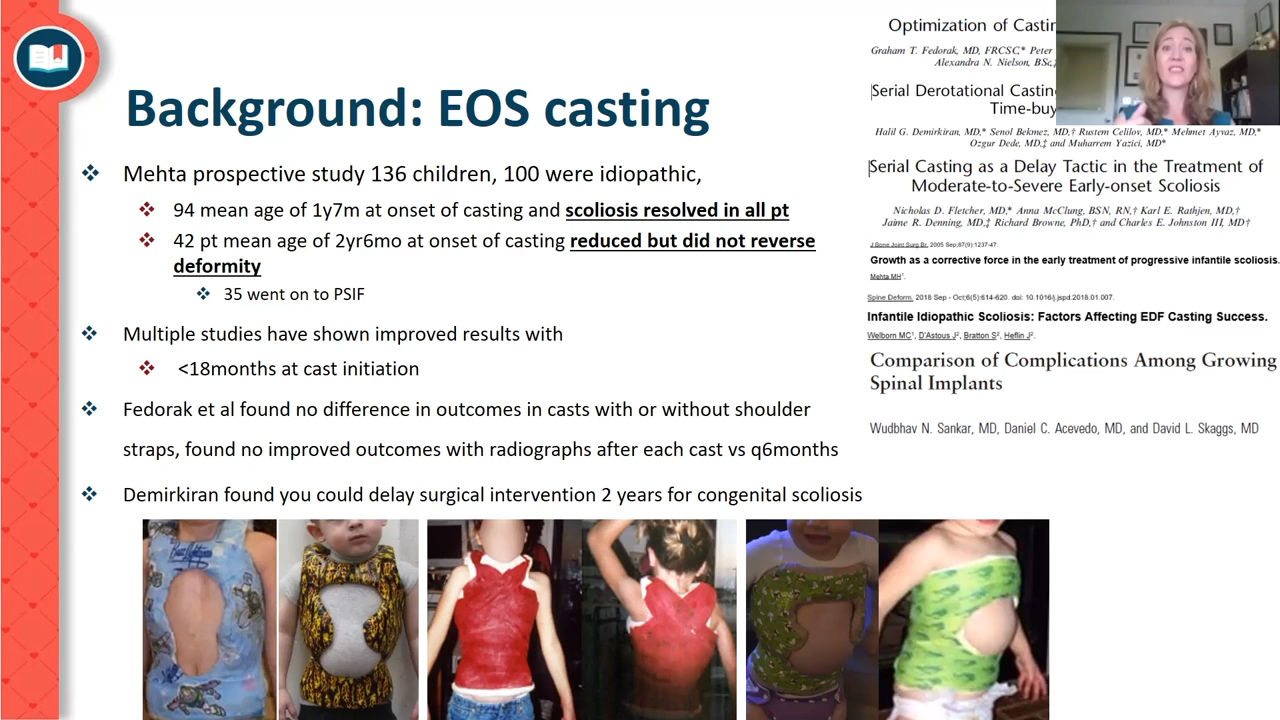 Background: EOS casting
Mehta prospective study 136 children, 100 were idiopathic,
94 mean age of 1y7m at onset of casting and scoliosis resolved in all pt
42 pt mean age of 2yr6mo at onset of casting reduced but did not reverse
deformity
35 went on to PSIF
Multiple studies have shown improved results with
<18months at cast initiation
Fedorak et al found no difference in outcomes in casts with or without shoulder
straps, found no improved outcomes with radiographs after each cast vs q6months
Demirkiran found you could delay surgical intervention 2 years for congenital scoliosis
Optimization of Castin
Graham T. Fedorak, MD, FRCSC,* Peter
Alexandra N. Nielson, BSc,‡
Serial Derotational Casting
Time-buy
Halil G. Demirkiran, MD,* Senol Bekmez, MD,† Rustem Celilov, MD,* Mehmet Ayvaz, MD,*
Ozgur Dede, MD,‡ and Muharrem Yazici, MD*
Serial Casting as a Delay Tactic in the Treatment of
Moderate-to-Severe Early-onset Scoliosis
Nicholas D. Fletcher, MD,* Anna McClung, BSN, RN,† Karl E. Rathjen, MD,†
Jaime R. Denning, MD,‡ Richard Browne, PhD,† and Charles E. Johnston III, MD†
J Bone Joint Surg Br. 2005 Sep;87(9):1237-47.
Growth as a corrective force in the early treatment of progressive infantile scoliosis.
Mehta MH¹.
Spine Deform. 2018 Sep - Oct;6(5):614-620. doi: 10.1016/j.jspd.2018.01.007.
Infantile Idiopathic Scoliosis: Factors Affecting EDF Casting Success.
Welborn MC¹, D'Astous J², Bratton S², Heflin J².
Comparison of Complications Among Growing
Spinal Implants
Wudbhav N. Sankar, MD, Daniel C. Acevedo, MD, and David L. Skaggs, MD